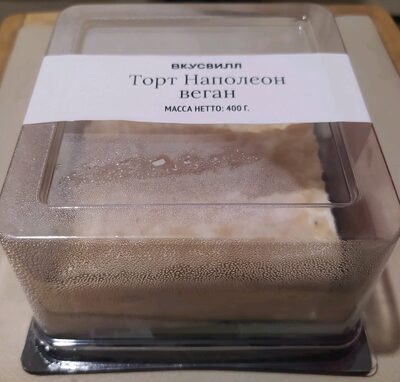 ВКУСВИЛЛ
Торт Наполеон
веган
МАССА НЕТТО: 400 Г.